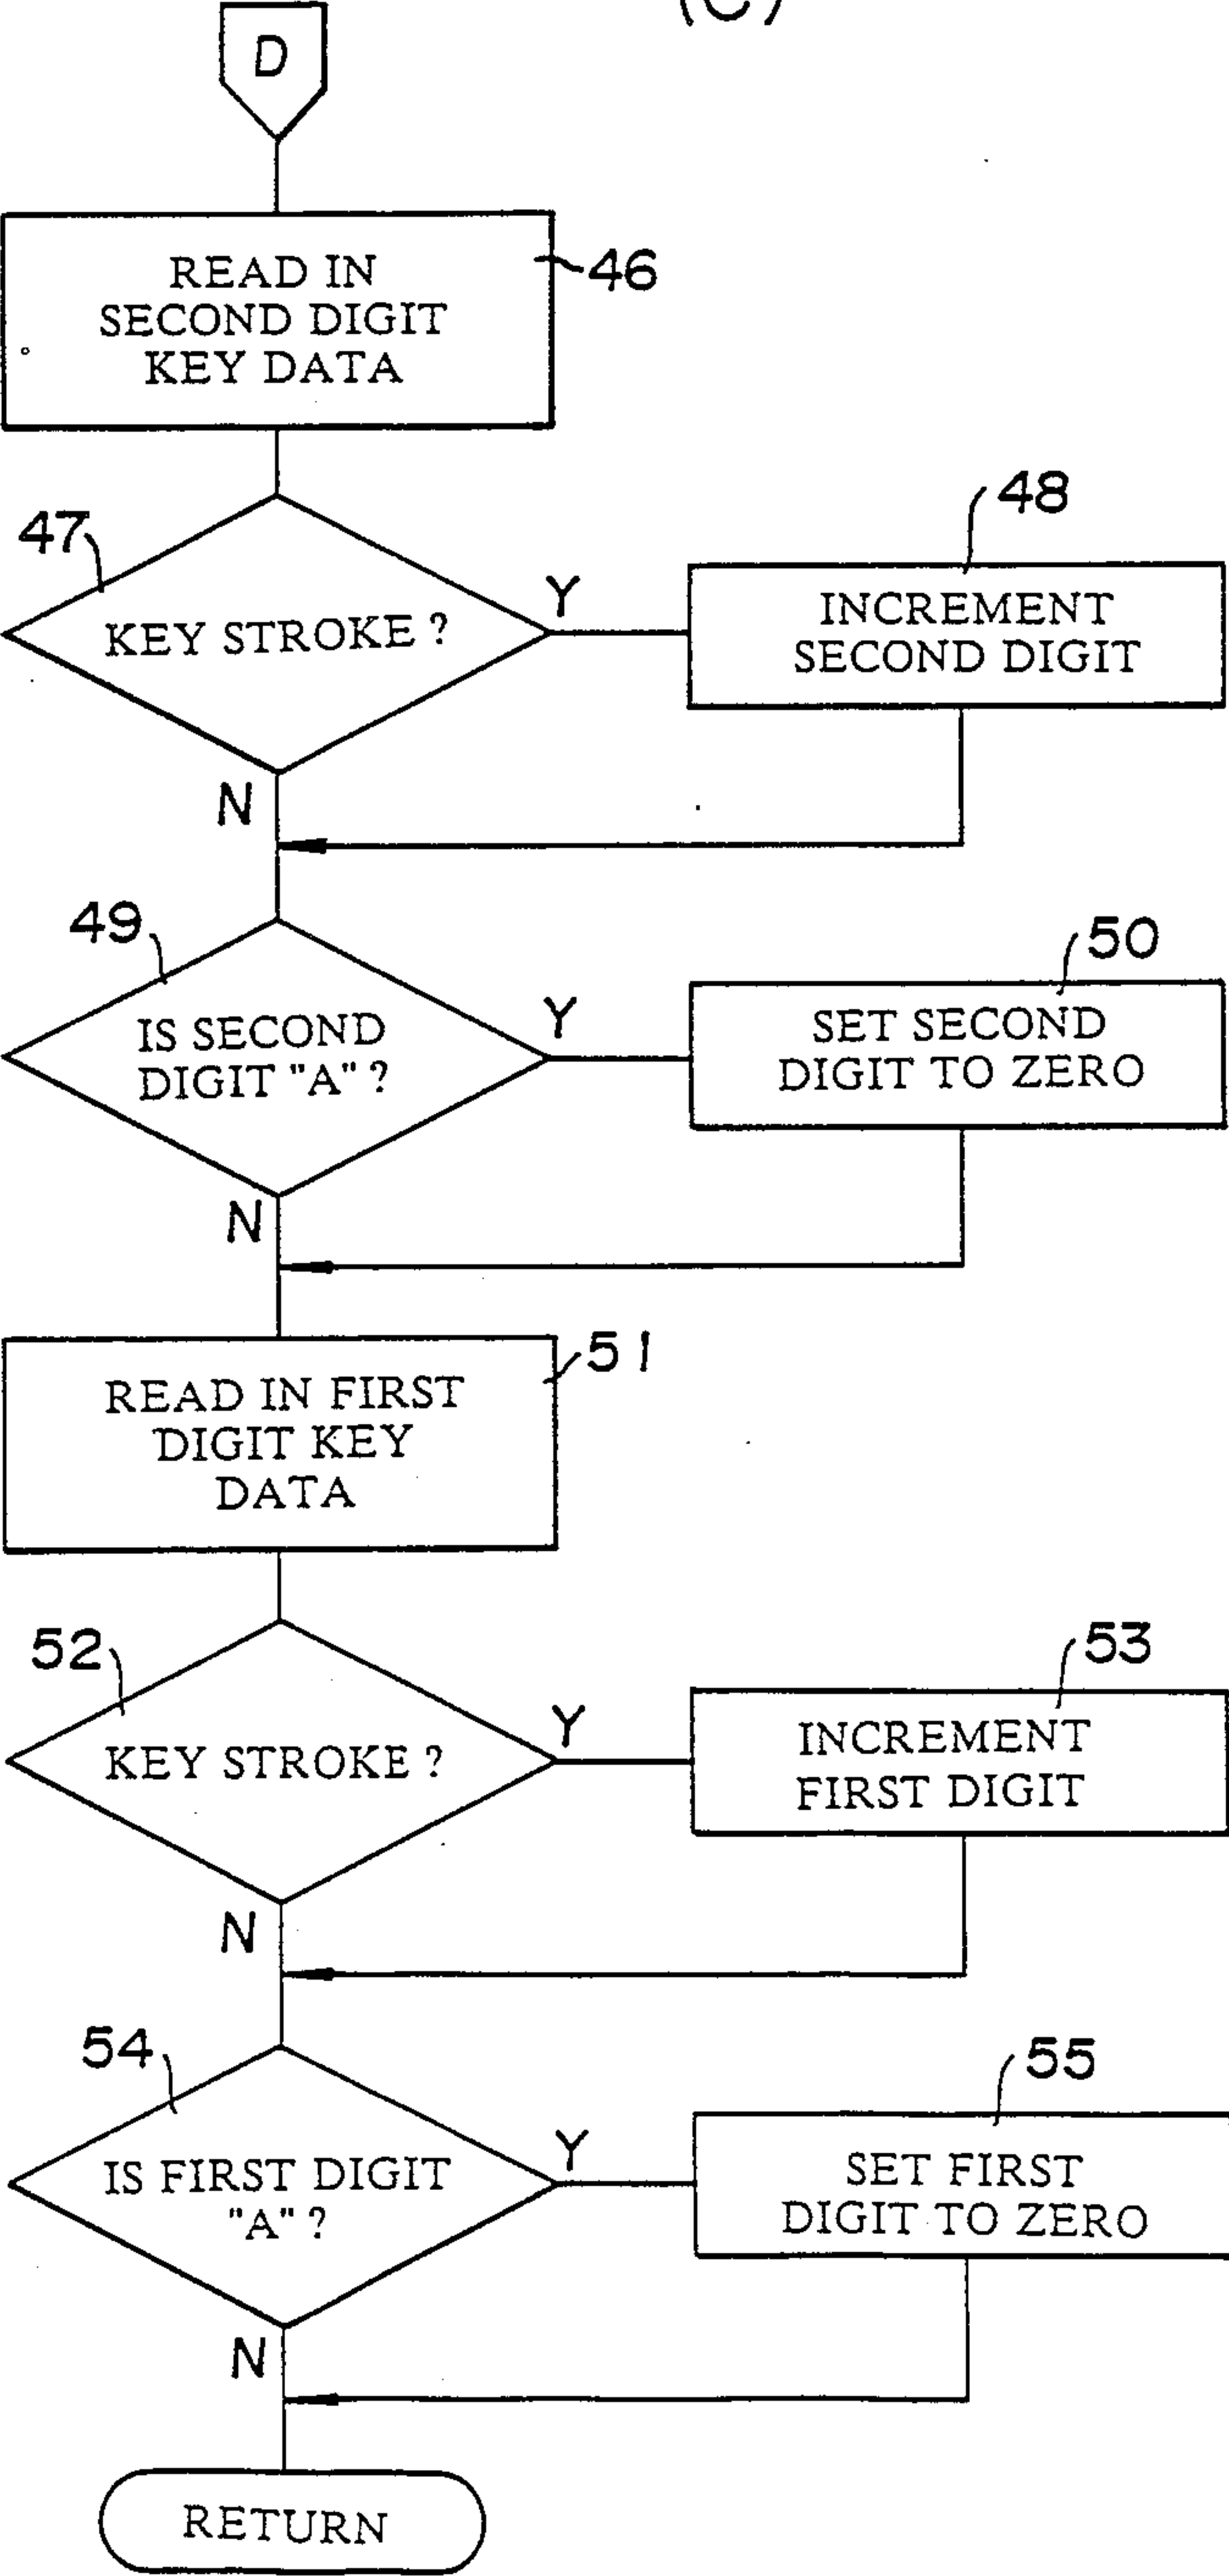 (C)
D
READ IN
SECOND DIGIT
KEY DATA
46
47
KEY STROKE ?
Y
N
48
INCREMENT
SECOND DIGIT
49
IS SECOND
DIGIT "A" ?
Y
N
50
SET SECOND
DIGIT TO ZERO
READ IN FIRST
DIGIT KEY
DATA
51
52
KEY STROKE ?
Y
N
53
INCREMENT
FIRST DIGIT
54
IS FIRST DIGIT
"A" ?
Y
N
55
SET FIRST
DIGIT TO ZERO
RETURN